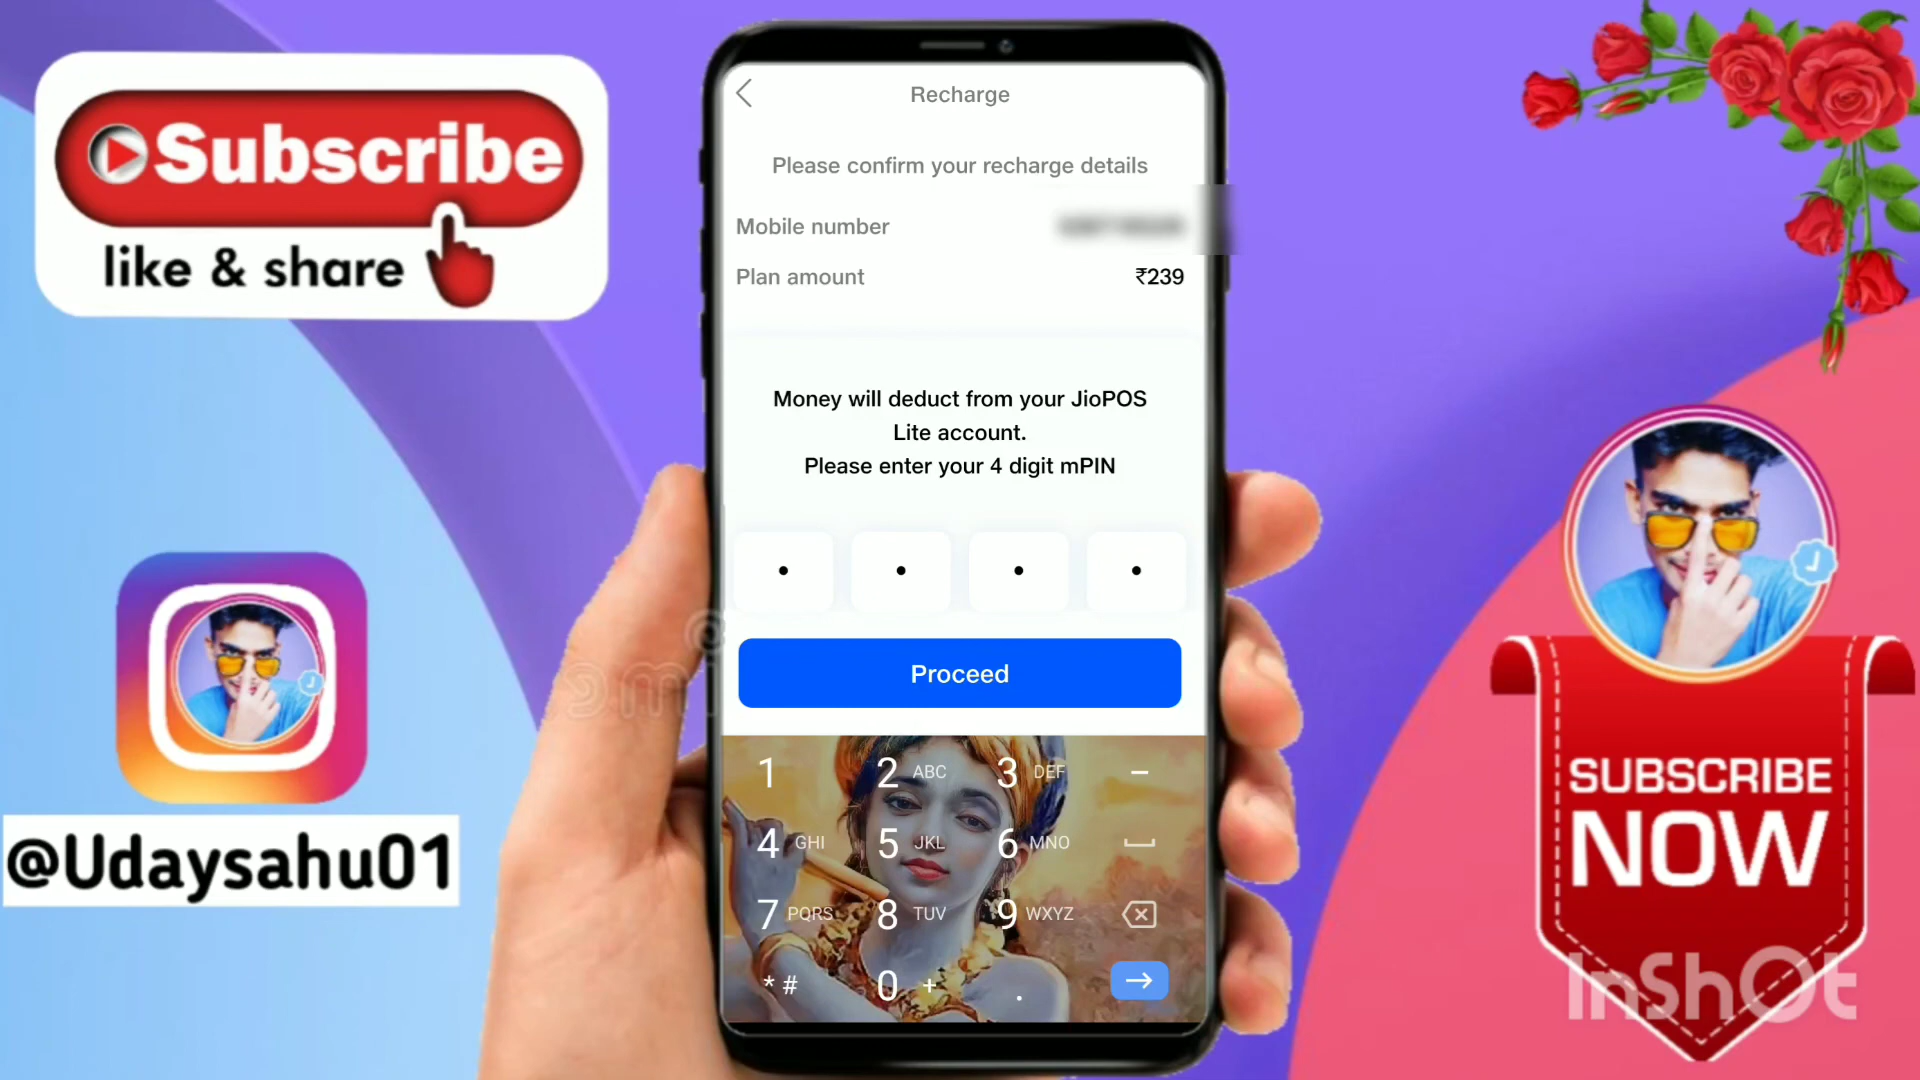 Subscribe
like & share
@Udaysahu01
Recharge
Please confirm your recharge details
Mobile number
Plan amount
₹239
Money will deduct from your JioPOS
Lite account.
Please enter your 4 digit mPIN
Proceed
1 2 ABC 3 DEF –
4 GHI 5 JKL 6 MNO
7 PQRS 8 TUV 9 WXYZ
* # 0 + .
SUBSCRIBE
NOW
InShOt